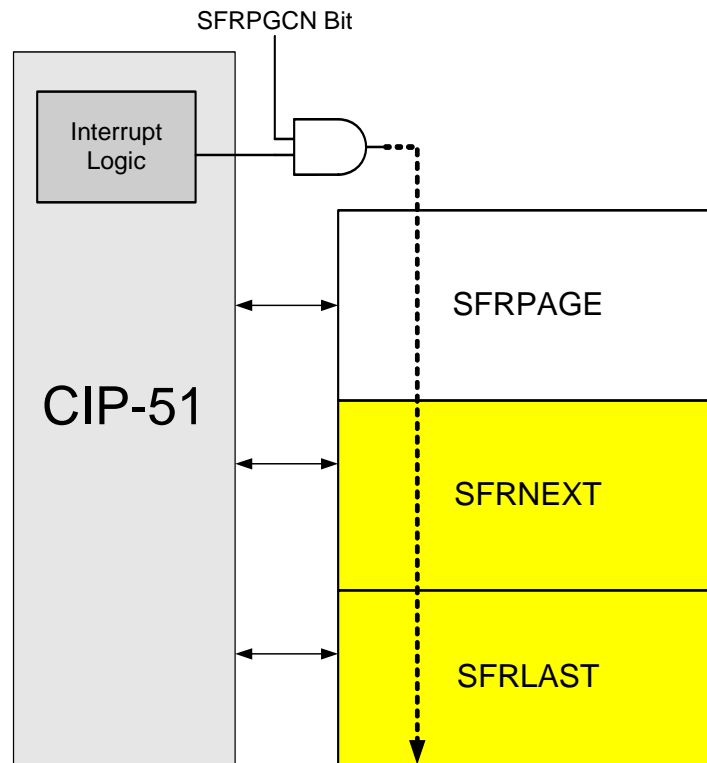 SFRPGCN Bit
Interrupt
Logic
SFRPAGE
CIP-51
SFRNEXT
SFRLAST